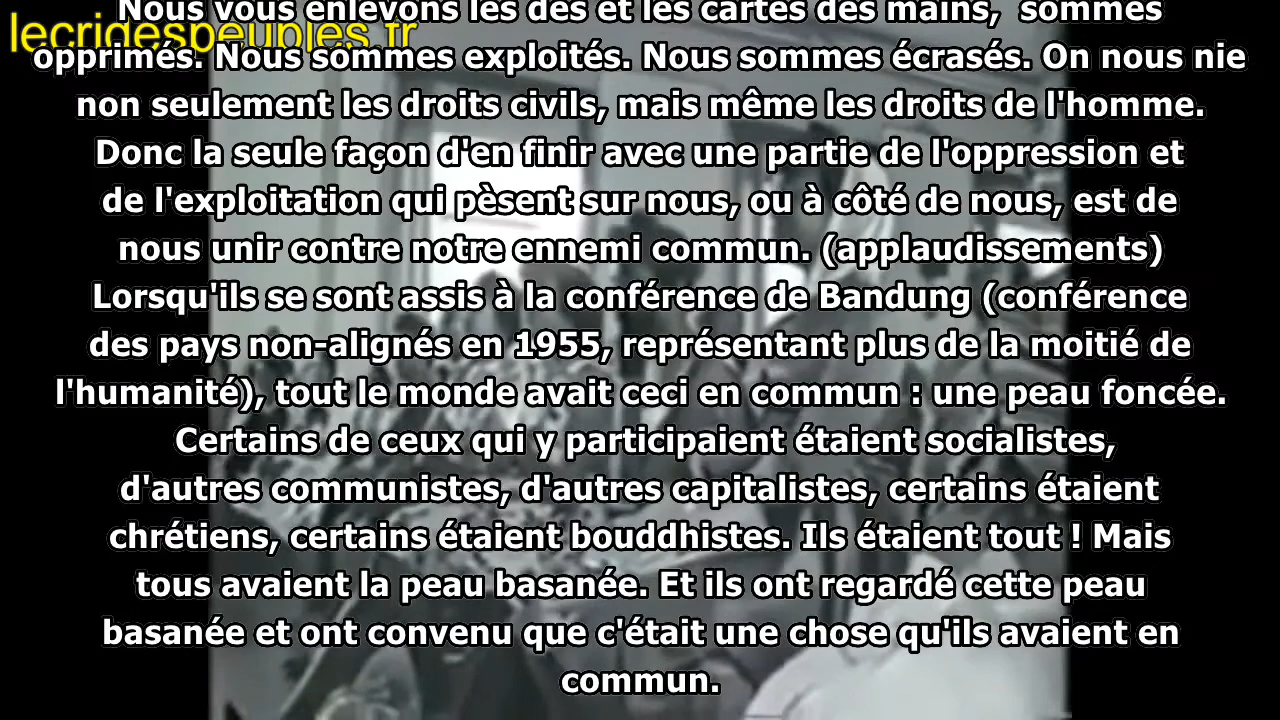 Nous vous enlevons les dés et les cartes des mains,  sommes
lecridespeuples.fr
opprimés. Nous sommes exploités. Nous sommes écrasés. On nous nie
non seulement les droits civils, mais même les droits de l'homme.
Donc la seule façon d'en finir avec une partie de l'oppression et
de l'exploitation qui pèsent sur nous, ou à côté de nous, est de
nous unir contre notre ennemi commun. (applaudissements)
Lorsqu'ils se sont assis à la conférence de Bandung (conférence
des pays non-alignés en 1955, représentant plus de la moitié de
l'humanité), tout le monde avait ceci en commun : une peau foncée.
Certains de ceux qui y participaient étaient socialistes,
d'autres communistes, d'autres capitalistes, certains étaient
chrétiens, certains étaient bouddhistes. Ils étaient tout ! Mais
tous avaient la peau basanée. Et ils ont regardé cette peau
basanée et ont convenu que c'était une chose qu'ils avaient en
commun.